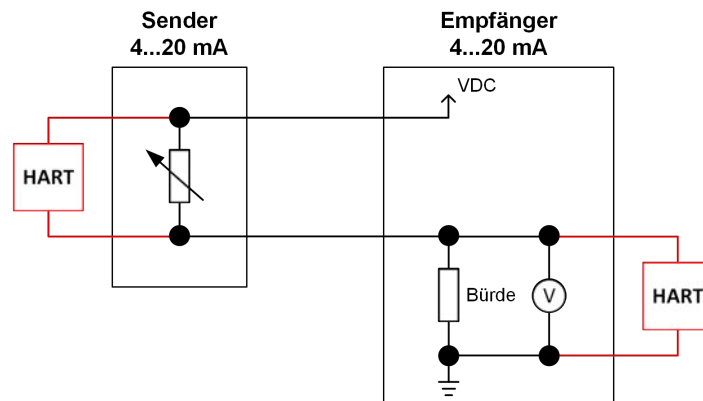 Sender
4...20 mA
Empfänger
4...20 mA
VDC
HART
Bürde
V
HART